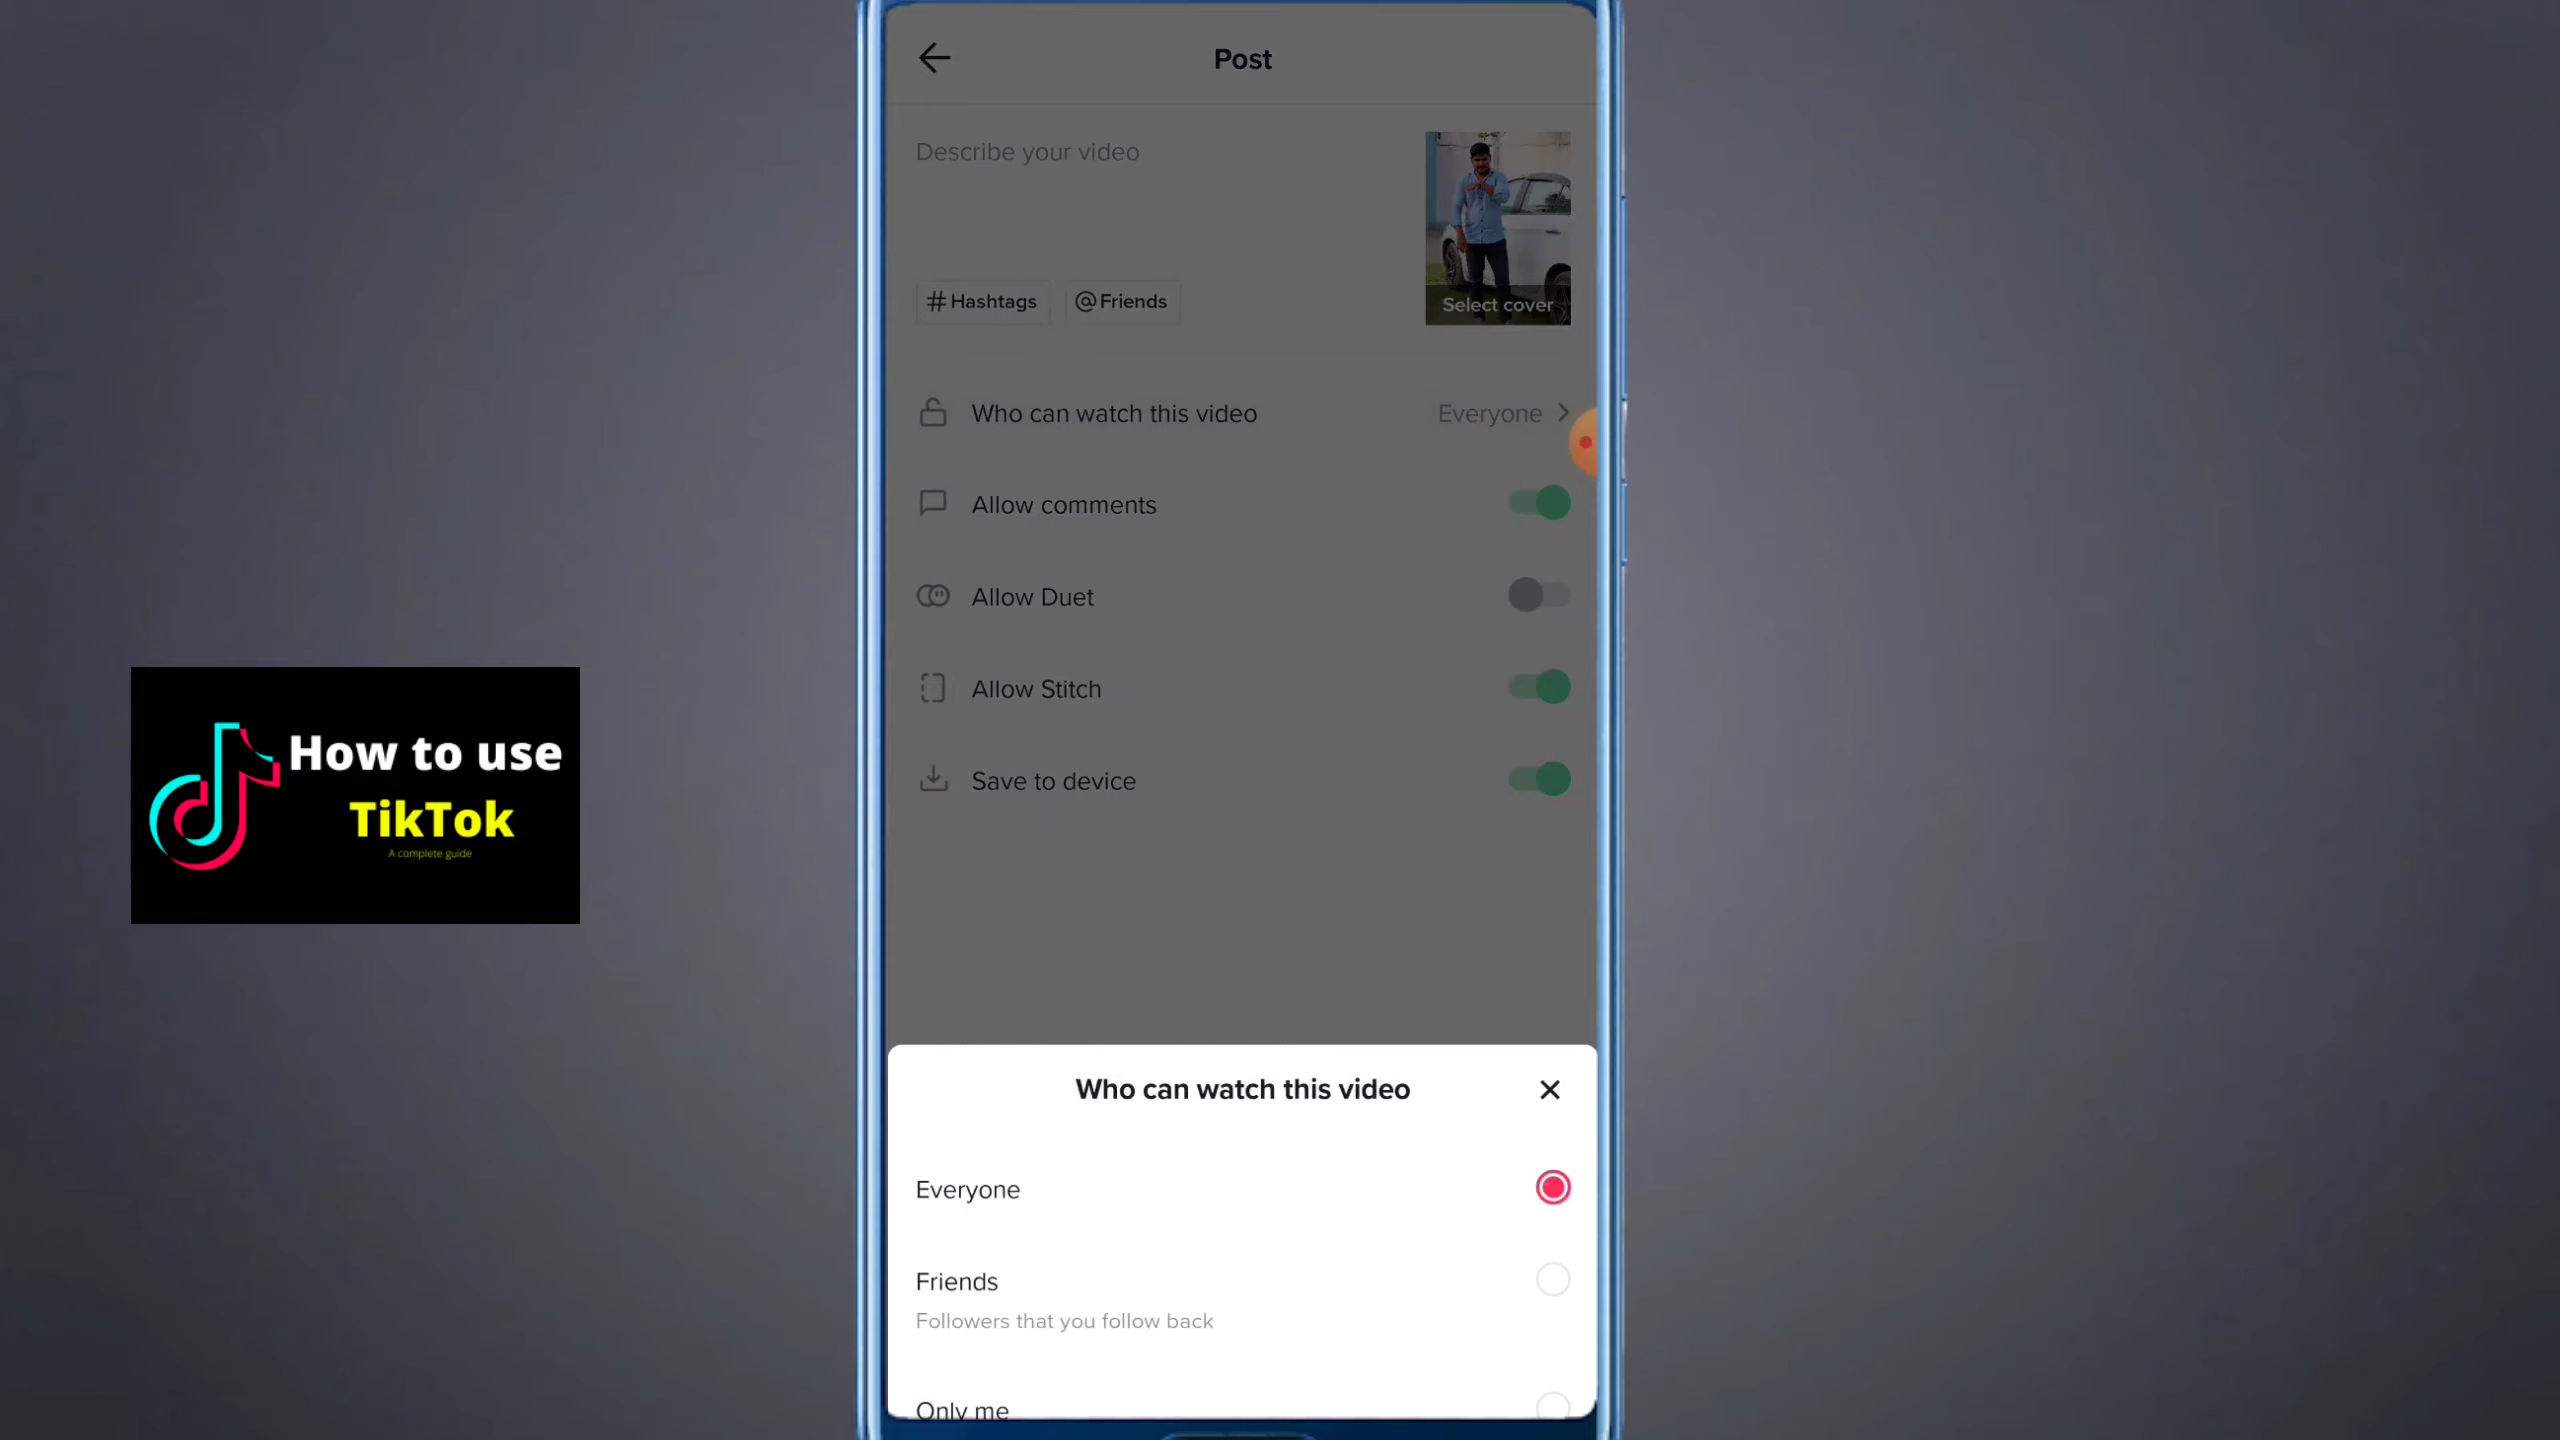 Post
Describe your video
Select cover
# Hashtags
@ Friends
Who can watch this video
Everyone
Allow comments
Allow Duet
Allow Stitch
Save to device
How to use
TikTok
A complete guide
Who can watch this video
Everyone
Friends
Followers that you follow back
Only me